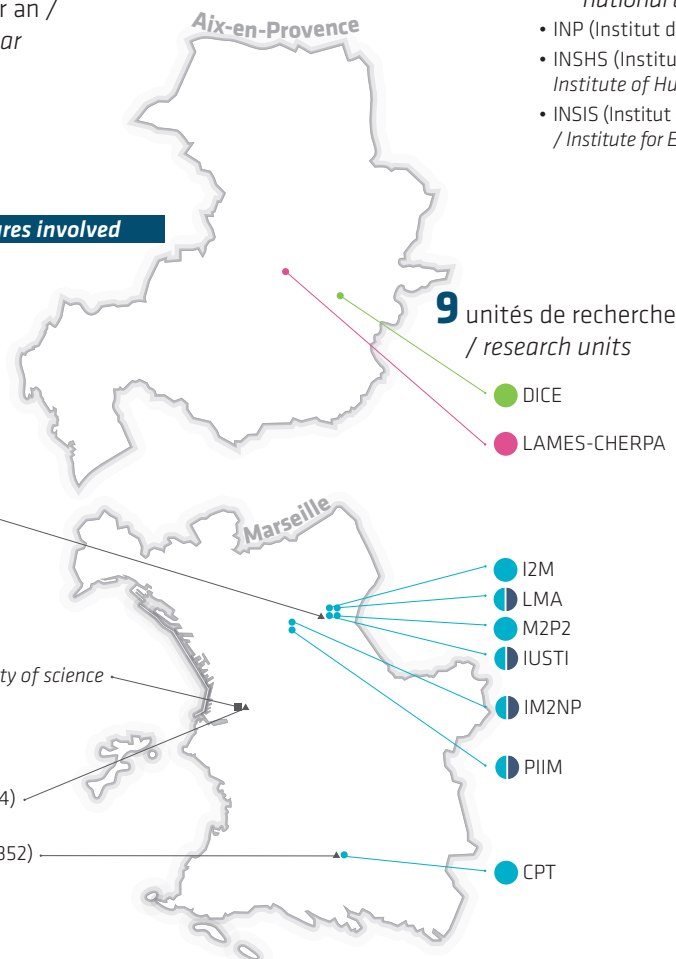 r an /
ar
national
• INP (Institut d
• INSHS (Institu
Institute of Hu
• INSIS (Institut
/ Institute for E
Aix-en-Provence
res involved
9 unités de recherche
/ research units
DICE
LAMES-CHERPA
Marseille
I2M
LMA
M2P2
IUSTI
IM2NP
PIIM
CPT
ty of science
4)
352)